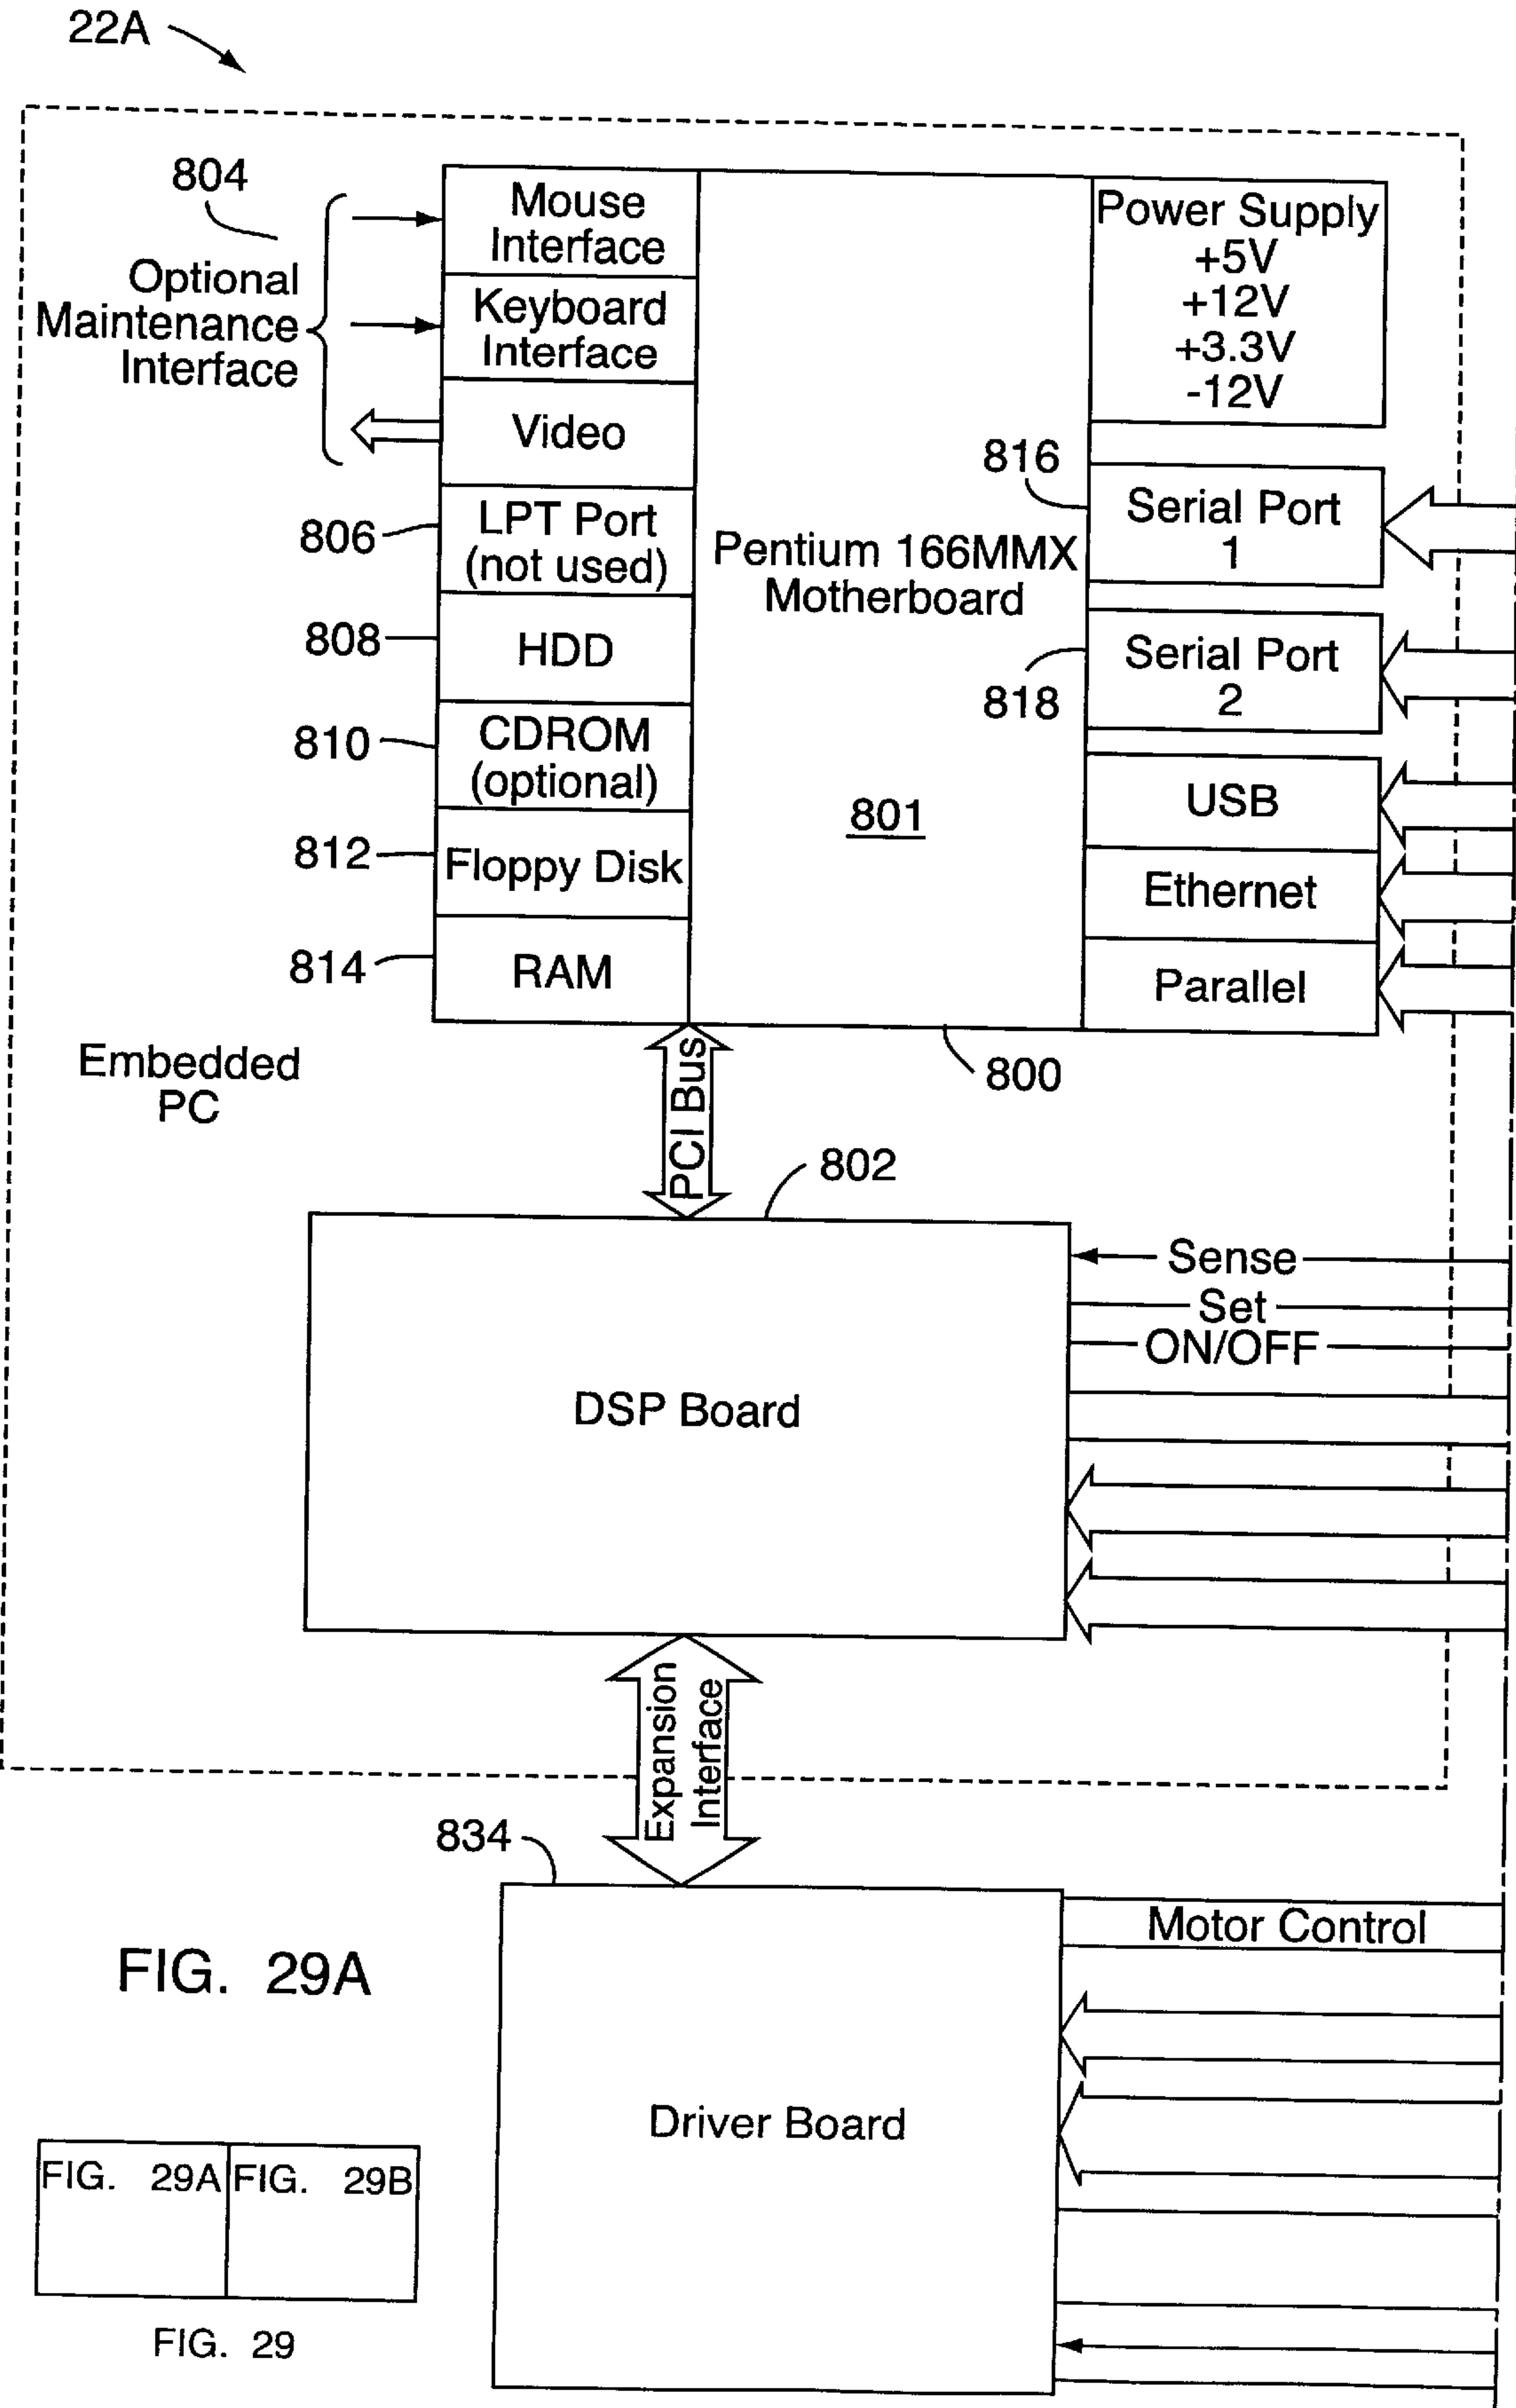 22A
804
Optional
Maintenance
Interface
Mouse
Interface
Keyboard
Interface
Video
806
LPT Port
(not used)
808
HDD
810
CDROM
(optional)
812
Floppy Disk
814
RAM
Pentium 166MMX
Motherboard
801
800
Power Supply
+5V
+12V
+3.3V
-12V
816
Serial Port
1
818
Serial Port
2
USB
Ethernet
Parallel
Embedded
PC
PCI Bus
802
DSP Board
Sense
Set
ON/OFF
Expansion
Interface
834
Driver Board
Motor Control
FIG. 29A
FIG. 29A
FIG. 29B
FIG. 29